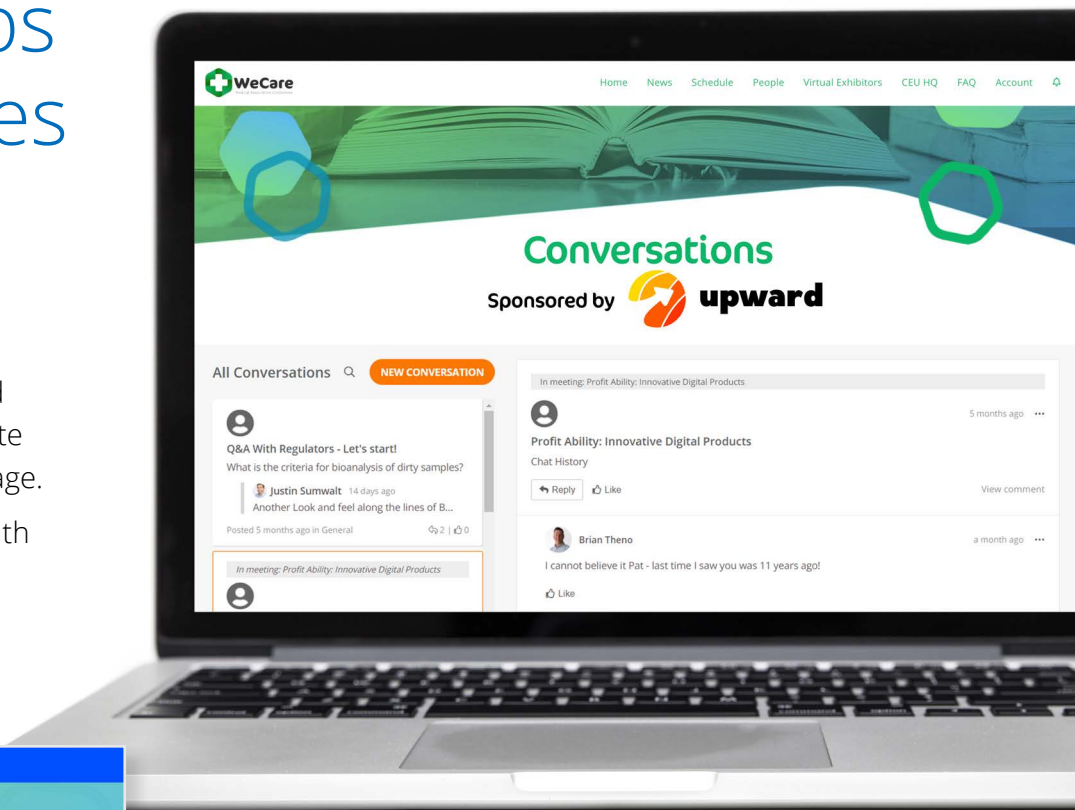 os
es
d
te
age.
th
WeCare
Home News Schedule People Virtual Exhibitors CEU HQ FAQ Account
Conversations
Sponsored by upward
All Conversations
NEW CONVERSATION
Q&A With Regulators - Let's start!
What is the criteria for bioanalysis of dirty samples?
Justin Sumwalt 14 days ago
Another Look and feel along the lines of B...
Posted 5 months ago in General 2 | 0
In meeting: Profit Ability: Innovative Digital Products
In meeting: Profit Ability: Innovative Digital Products
5 months ago
Profit Ability: Innovative Digital Products
Chat History
Reply Like
View comment
Brian Theno a month ago
I cannot believe it Pat - last time I saw you was 11 years ago!
Like